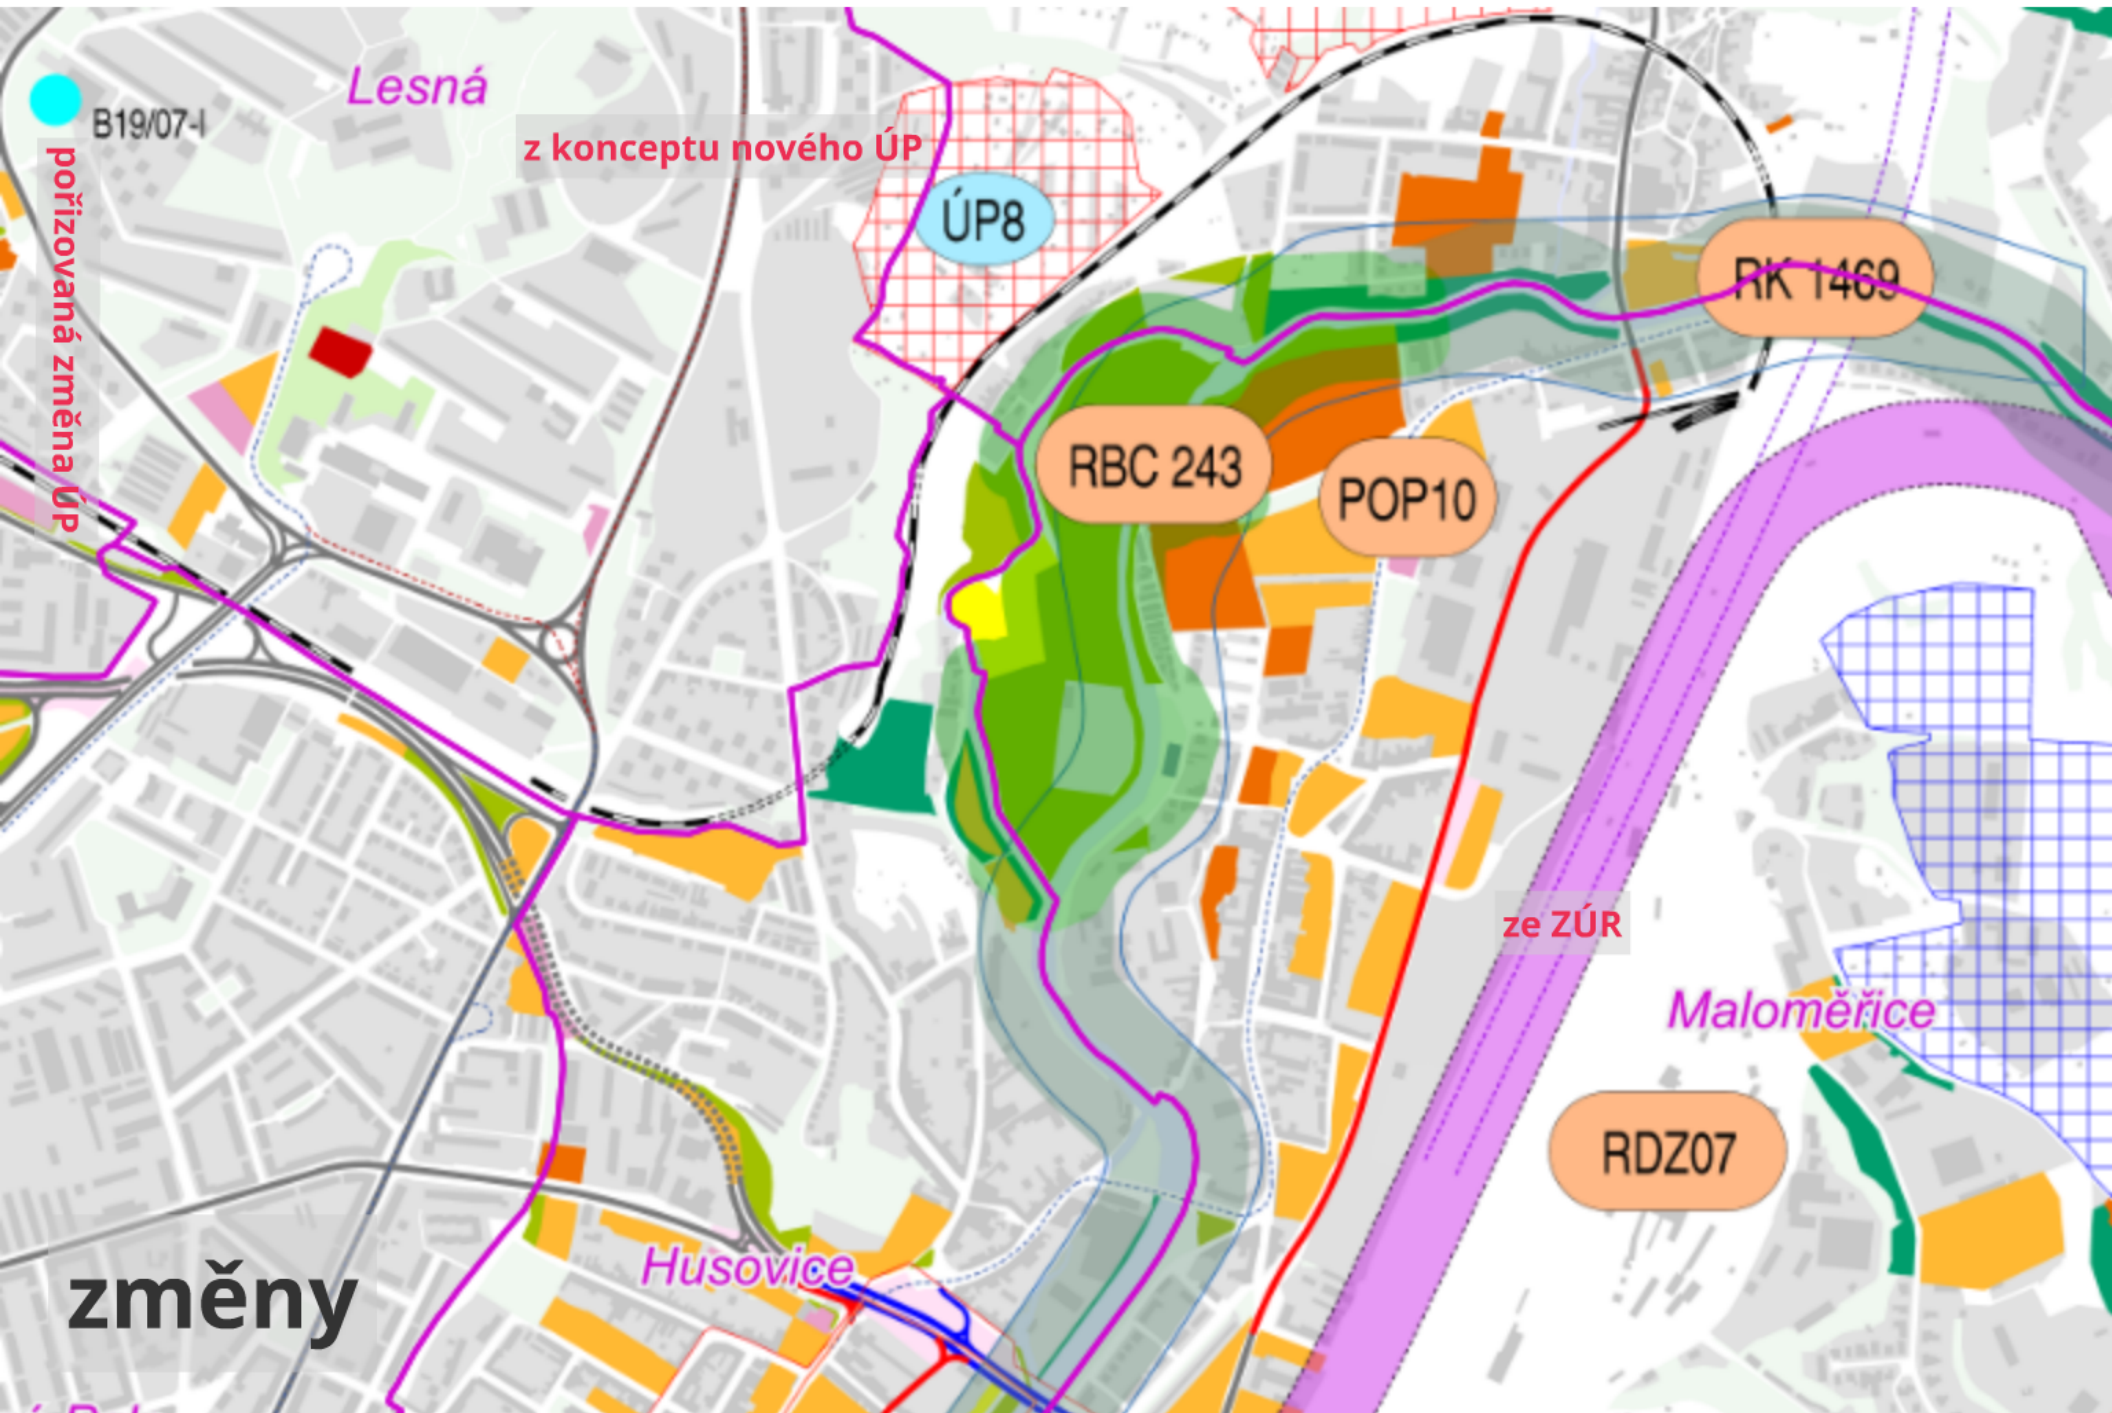 Lesná
B19/07-I
z konceptu nového ÚP
pořizovaná změna ÚP
ÚP8
RK 1469
RBC 243
POP10
ze ZÚR
Maloměřice
RDZ07
Husovice
změny